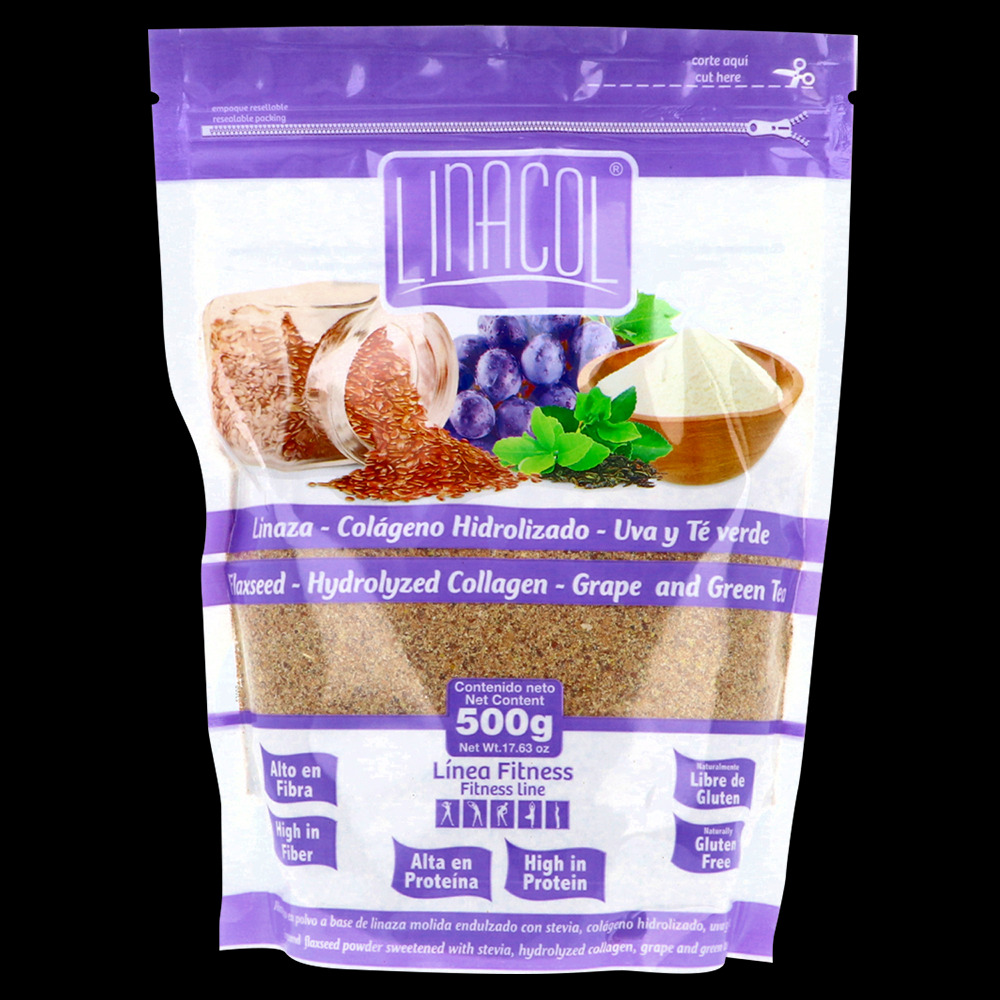 corte aquí
cut here
empaque resellable
resealable packing
LINACOL®
Linaza - Colágeno Hidrolizado - Uva y Té verde
Flaxseed - Hydrolyzed Collagen - Grape and Green Tea
Contenido neto
Net Content
500g
Net Wt.17.63 oz
Línea Fitness
Fitness line
Alto en
Fibra
High in
Fiber
Alta en
Proteína
High in
Protein
Naturalmente
Libre de
Gluten
Naturally
Gluten
Free
en polvo a base de linaza molida endulzado con stevia, colágeno hidrolizado, uva
flaxseed powder sweetened with stevia, hydrolyzed collagen, grape and green